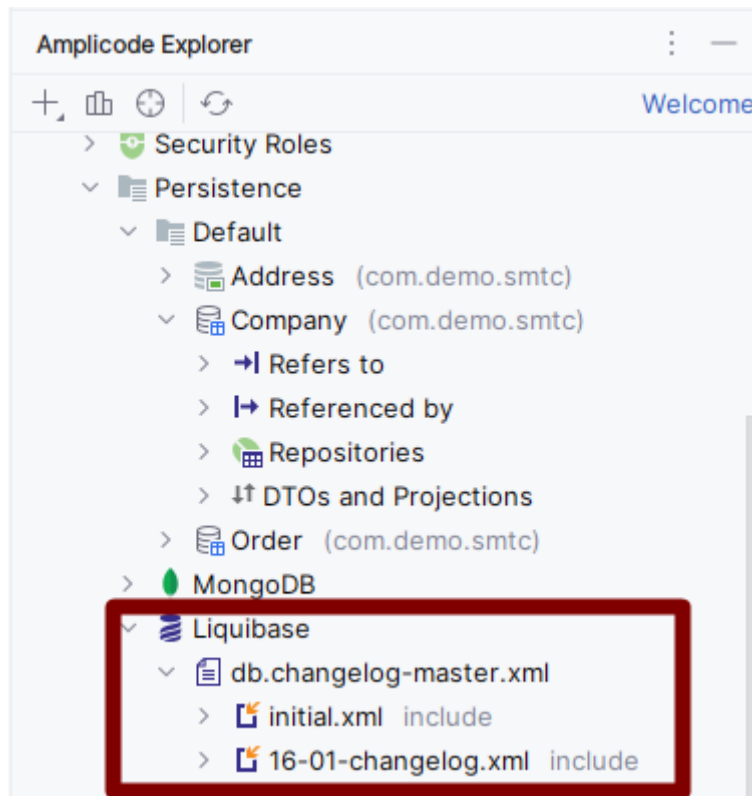 Amplicode Explorer
Welcome
Security Roles
Persistence
Default
Address (com.demo.smtc)
Company (com.demo.smtc)
Refers to
Referenced by
Repositories
DTOs and Projections
Order (com.demo.smtc)
MongoDB
Liquibase
db.changelog-master.xml
initial.xml include
16-01-changelog.xml include